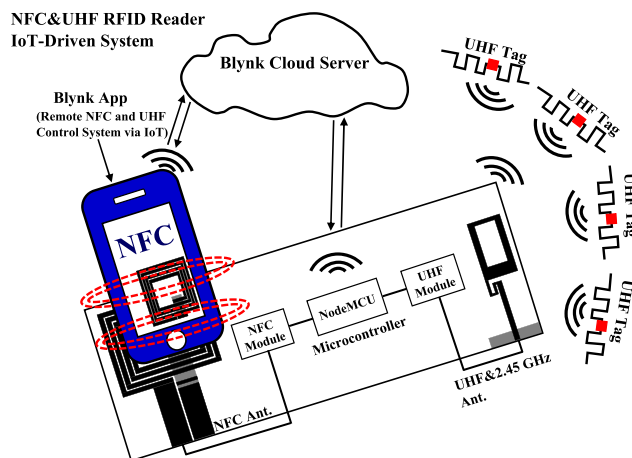 NFC&UHF RFID Reader
IoT-Driven System
Blynk Cloud Server
Blynk App
(Remote NFC and UHF
Control System via IoT)
UHF Tag
UHF Tag
UHF Tag
UHF Tag
NFC
UHF
Module
NodeMCU
Microcontroller
NFC
Module
NFC Ant.
UHF&2.45 GHz
Ant.